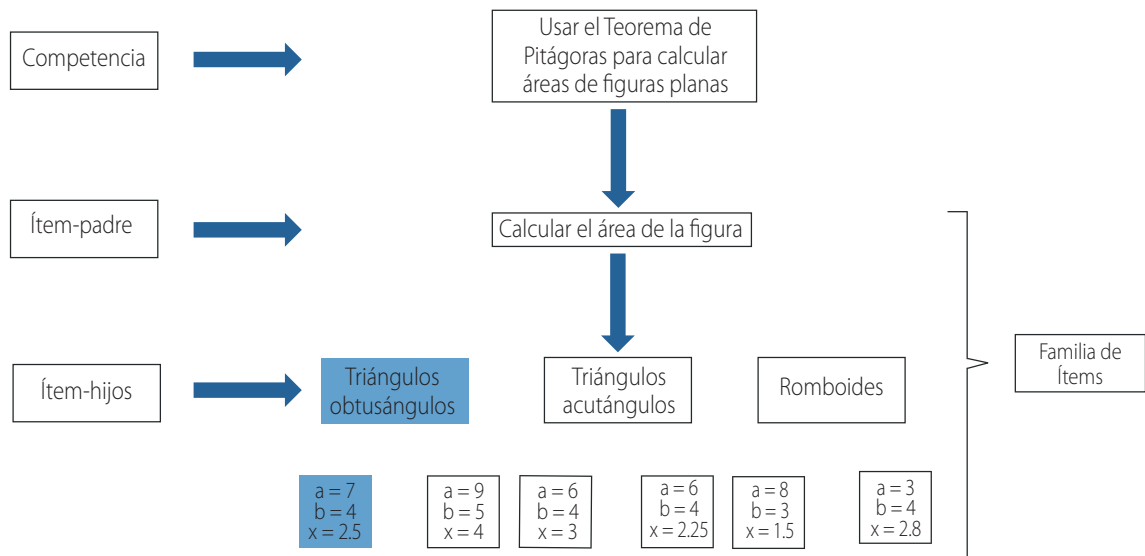 Competencia
Usar el Teorema de
Pitágoras para calcular
áreas de figuras planas
Ítem-padre
Calcular el área de la figura
Ítem-hijos
Triángulos
obtusángulos
Triángulos
acutángulos
Romboides
Familia de
Ítems
a = 7
b = 4
x = 2.5
a = 9
b = 5
x = 4
a = 6
b = 4
x = 3
a = 6
b = 4
x = 2.25
a = 8
b = 3
x = 1.5
a = 3
b = 4
x = 2.8